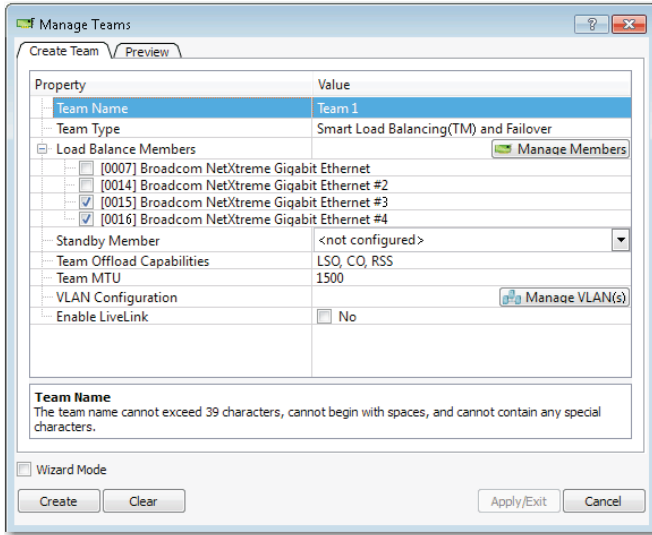 Manage Teams
Create Team
Preview
Property Value
Team Name Team 1
Team Type Smart Load Balancing(TM) and Failover
Load Balance Members Manage Members
[0007] Broadcom NetXtreme Gigabit Ethernet
[0014] Broadcom NetXtreme Gigabit Ethernet #2
[0015] Broadcom NetXtreme Gigabit Ethernet #3
[0016] Broadcom NetXtreme Gigabit Ethernet #4
Standby Member <not configured>
Team Offload Capabilities LSO, CO, RSS
Team MTU 1500
VLAN Configuration Manage VLAN(s)
Enable LiveLink No
Team Name
The team name cannot exceed 39 characters, cannot begin with spaces, and cannot contain any special
characters.
Wizard Mode
Create Clear Apply/Exit Cancel